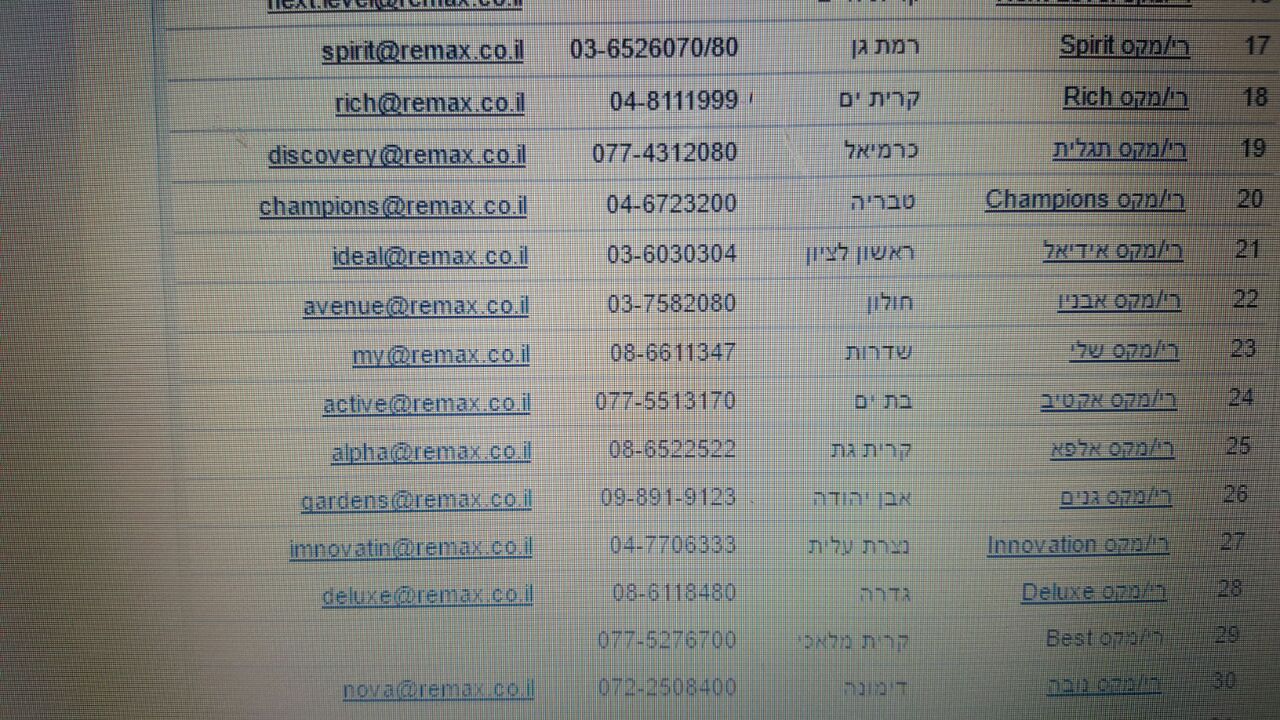 17 רי/מקס Spirit רמת גן 03-6526070/80 spirit@remax.co.il
18 רי/מקס Rich קרית ים 04-8111999 rich@remax.co.il
19 רי/מקס תגלית כרמיאל 077-4312080 discovery@remax.co.il
20 רי/מקס Champions טבריה 04-6723200 champions@remax.co.il
21 רי/מקס אידיאל ראשון לציון 03-6030304 ideal@remax.co.il
22 רי/מקס אבניו חולון 03-7582080 avenue@remax.co.il
23 רי/מקס שלי שדרות 08-6611347 my@remax.co.il
24 רי/מקס אקטיב בת ים 077-5513170 active@remax.co.il
25 רי/מקס אלפא קרית גת 08-6522522 alpha@remax.co.il
26 רי/מקס גנים אבן יהודה 09-891-9123 gardens@remax.co.il
27 רי/מקס Innovation נצרת עלית 04-7706333 imnovatin@remax.co.il
28 רי/מקס Deluxe גדרה 08-6118480 deluxe@remax.co.il
29 רי/מקס Best קרית מלאכי 077-5276700
30 רי/מקס נובה דימונה 072-2508400 nova@remax.co.il